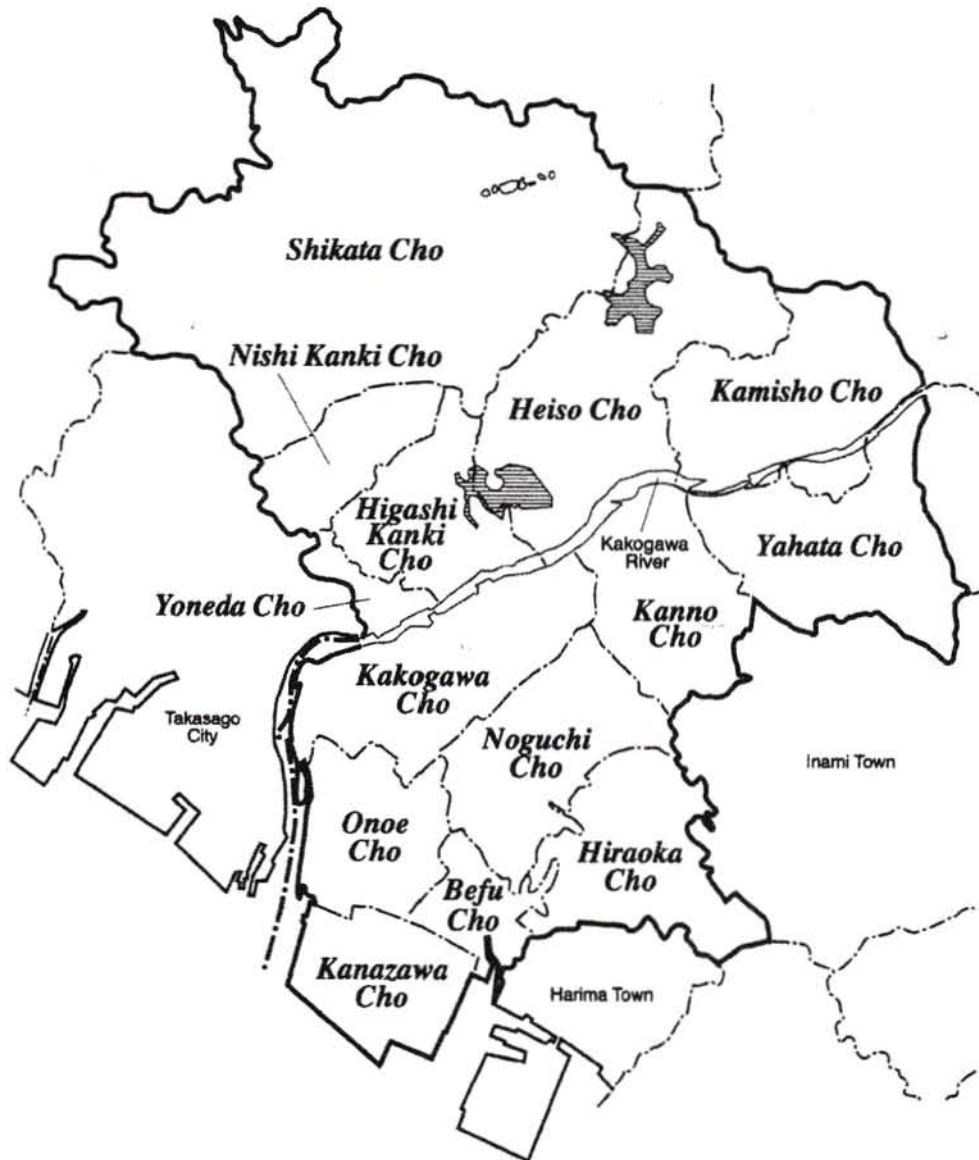 Shikata Cho
Nishi Kanki Cho
Heiso Cho
Kamisho Cho
Higashi
Kanki
Cho
Kakogawa
River
Yahata Cho
Yoneda Cho
Kanno
Cho
Kakogawa
Cho
Takasago
City
Noguchi
Cho
Inami Town
Onoe
Cho
Hiraoka
Cho
Befu
Cho
Kanazawa
Cho
Harima Town